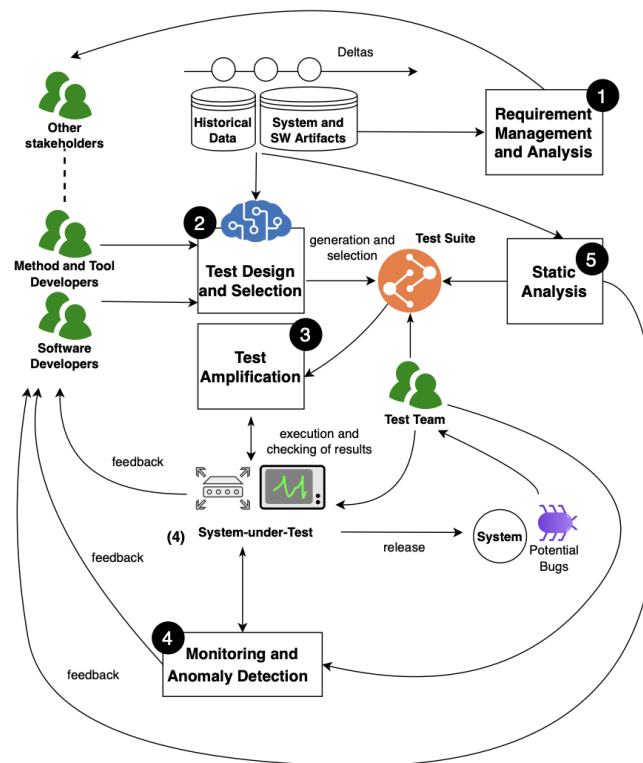 Deltas
1
Historical
Data
System and
SW Artifacts
Requirement
Management
and Analysis
Other
stakeholders
2
generation and
selection
Test Suite
5
Method and Tool
Developers
Test Design
and Selection
Static
Analysis
3
Software
Developers
Test
Amplification
Test Team
execution and
checking of results
feedback
(4)
System-under-Test
release
System
Potential
Bugs
feedback
4
Monitoring and
Anomaly Detection
feedback